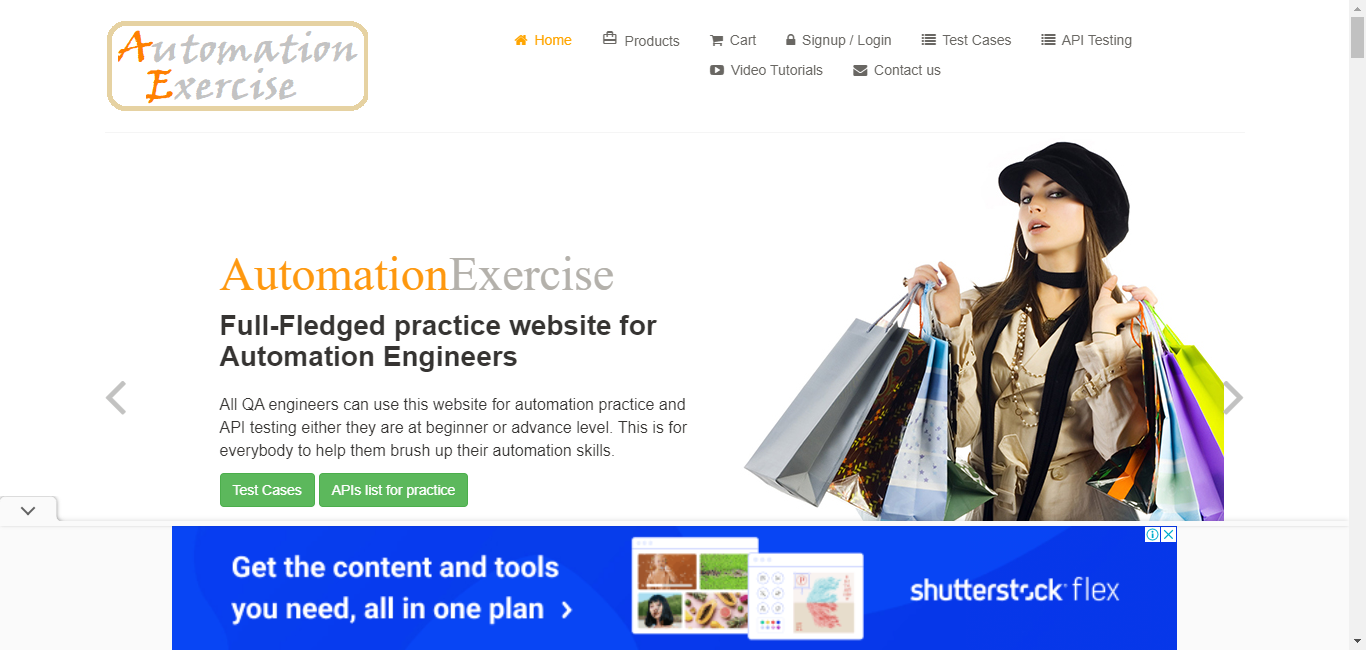 Automation
Exercise
Home Products Cart Signup / Login Test Cases API Testing
Video Tutorials Contact us
AutomationExercise
Full-Fledged practice website for
Automation Engineers
All QA engineers can use this website for automation practice and
API testing either they are at beginner or advance level. This is for
everybody to help them brush up their automation skills.
Test Cases APIs list for practice
Get the content and tools
you need, all in one plan
shutterstock flex